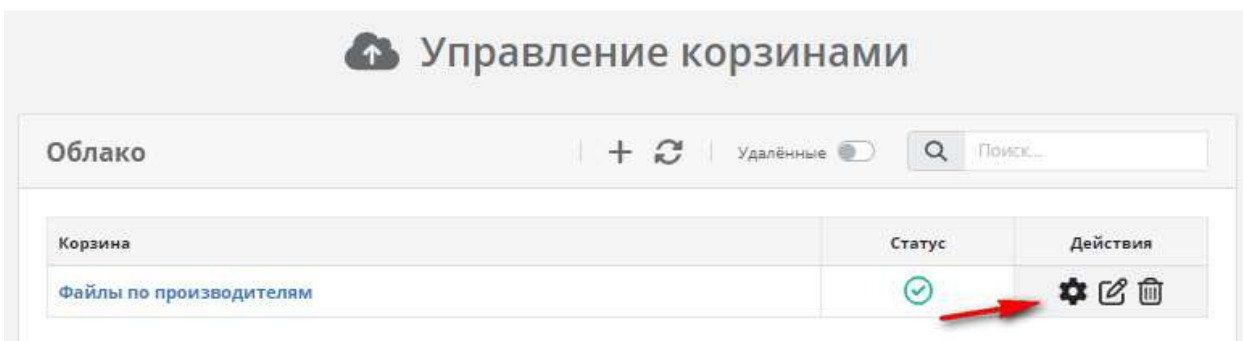 Управление корзинами
Облако
Удалённые
Поиск...
Корзина Статус Действия
Файлы по производителям